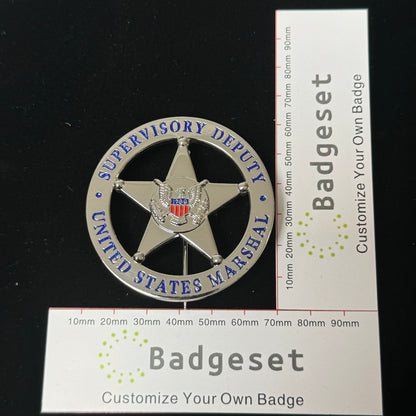 SUPERVISORY DEPUTY
1789
UNITED STATES MARSHAL
10mm 20mm 30mm 40mm 50mm 60mm 70mm 80mm 90mm
Badgeset
Customize Your Own Badge
10mm 20mm 30mm 40mm 50mm 60mm 70mm 80mm 90mm
Badgeset
Customize Your Own Badge